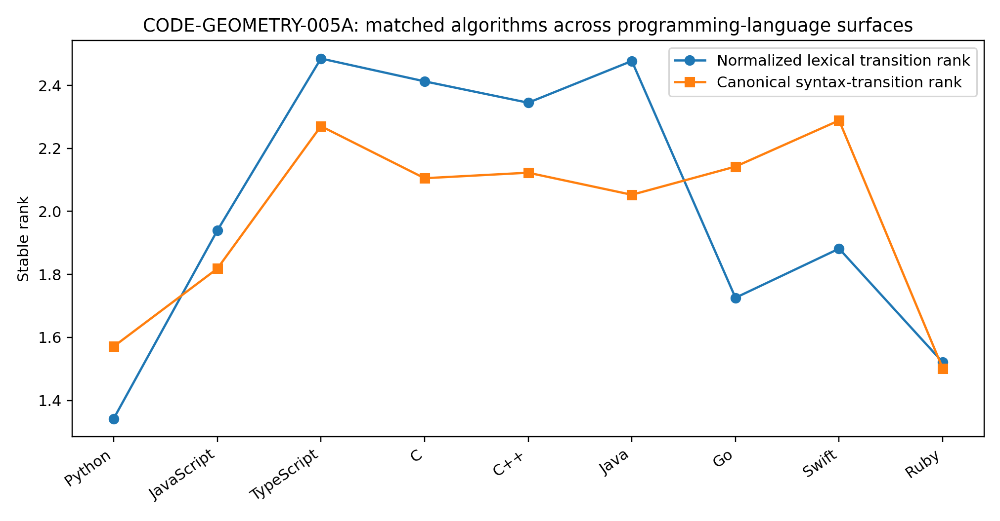 CODE-GEOMETRY-005A: matched algorithms across programming-language surfaces
Normalized lexical transition rank
Canonical syntax-transition rank
Stable rank
2.4
2.2
2.0
1.8
1.6
1.4
Python
JavaScript
TypeScript
C
C++
Java
Go
Swift
Ruby